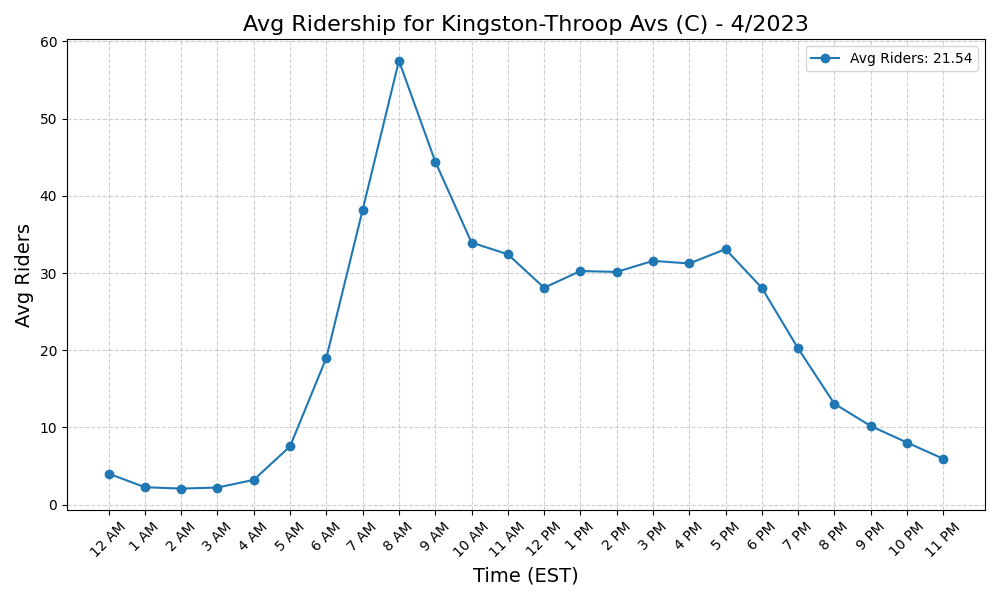 Avg Ridership for Kingston-Throop Avs (C) - 4/2023
Avg Riders: 21.54
60
50
40
30
20
10
0
Avg Riders
12 AM
1 AM
2 AM
3 AM
4 AM
5 AM
6 AM
7 AM
8 AM
9 AM
10 AM
11 AM
12 PM
1 PM
2 PM
3 PM
4 PM
5 PM
6 PM
7 PM
8 PM
9 PM
10 PM
11 PM
Time (EST)